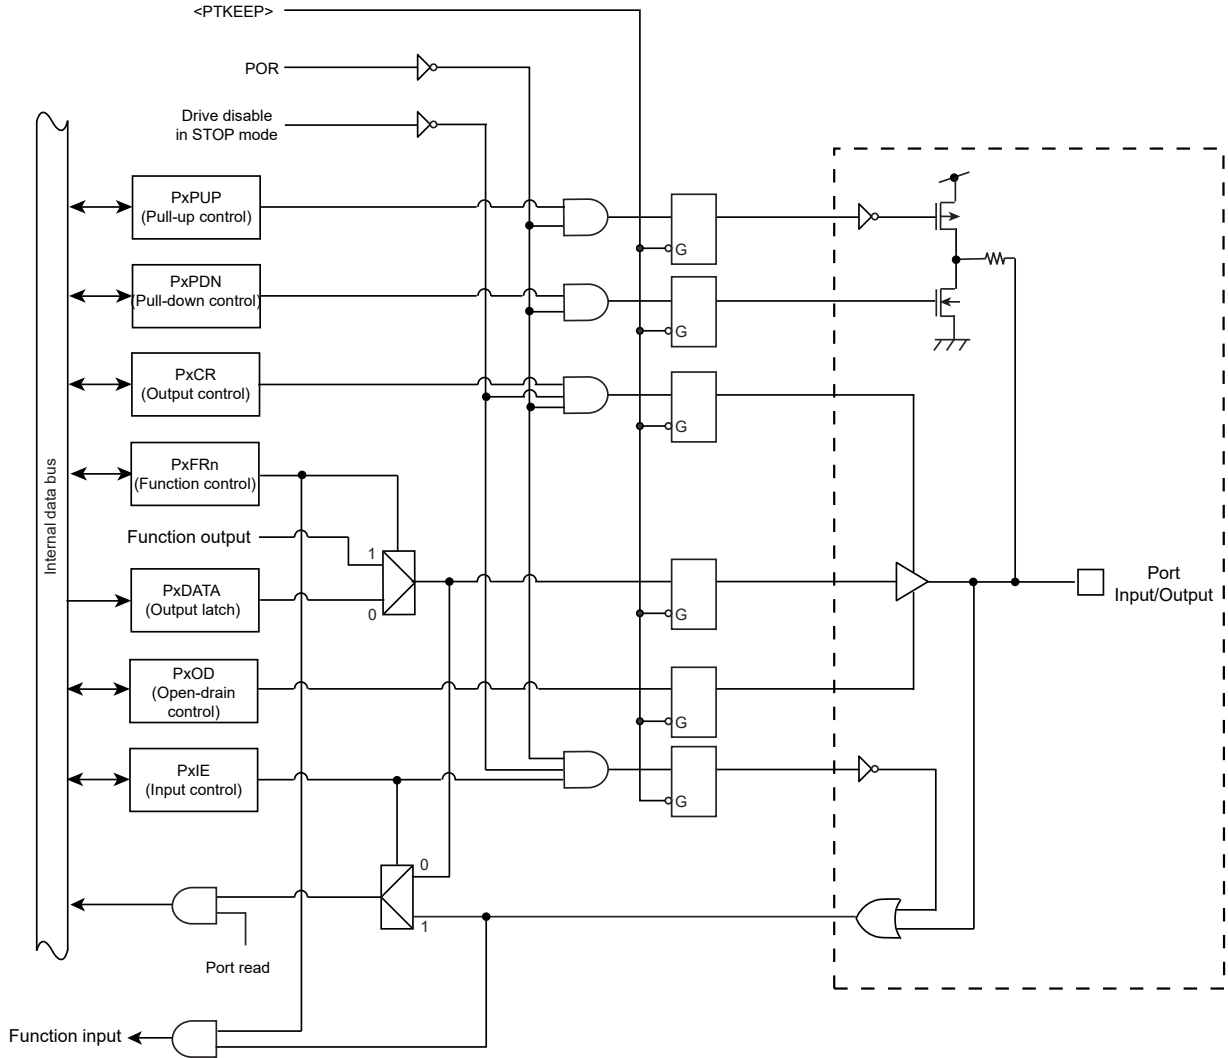 <PTKEEP>
POR
Drive disable
in STOP mode
PxPUP
(Pull-up control)
G
PxPDN
(Pull-down control)
G
PxCR
(Output control)
G
PxFRn
(Function control)
Internal data bus
Function output
1
PxDATA
(Output latch)
0
G
Port
Input/Output
PxOD
(Open-drain
control)
G
PxIE
(Input control)
G
0
1
Port read
Function input